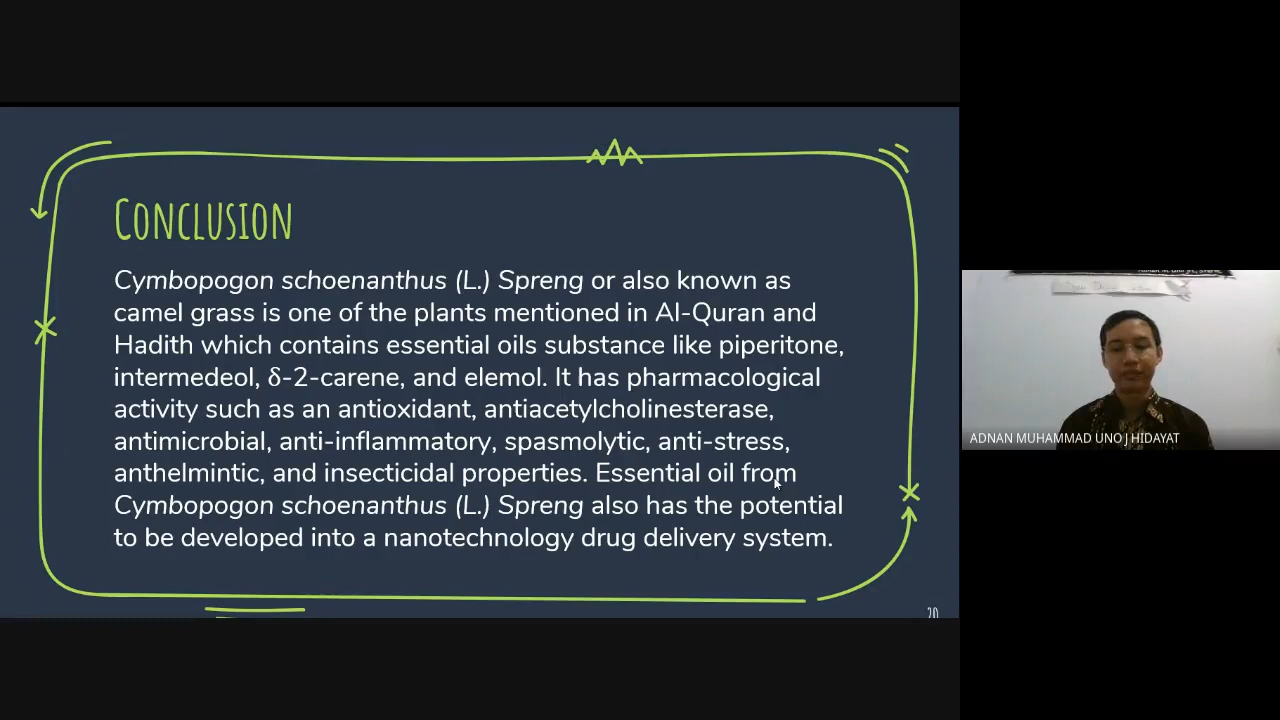 Conclusion
Cymbopogon schoenanthus (L.) Spreng or also known as
camel grass is one of the plants mentioned in Al-Quran and
Hadith which contains essential oils substance like piperitone,
intermedeol, δ-2-carene, and elemol. It has pharmacological
activity such as an antioxidant, antiacetylcholinesterase,
antimicrobial, anti-inflammatory, spasmolytic, anti-stress,
anthelmintic, and insecticidal properties. Essential oil from
Cymbopogon schoenanthus (L.) Spreng also has the potential
to be developed into a nanotechnology drug delivery system.
20
ADNAN MUHAMMAD UNO J HIDAYAT